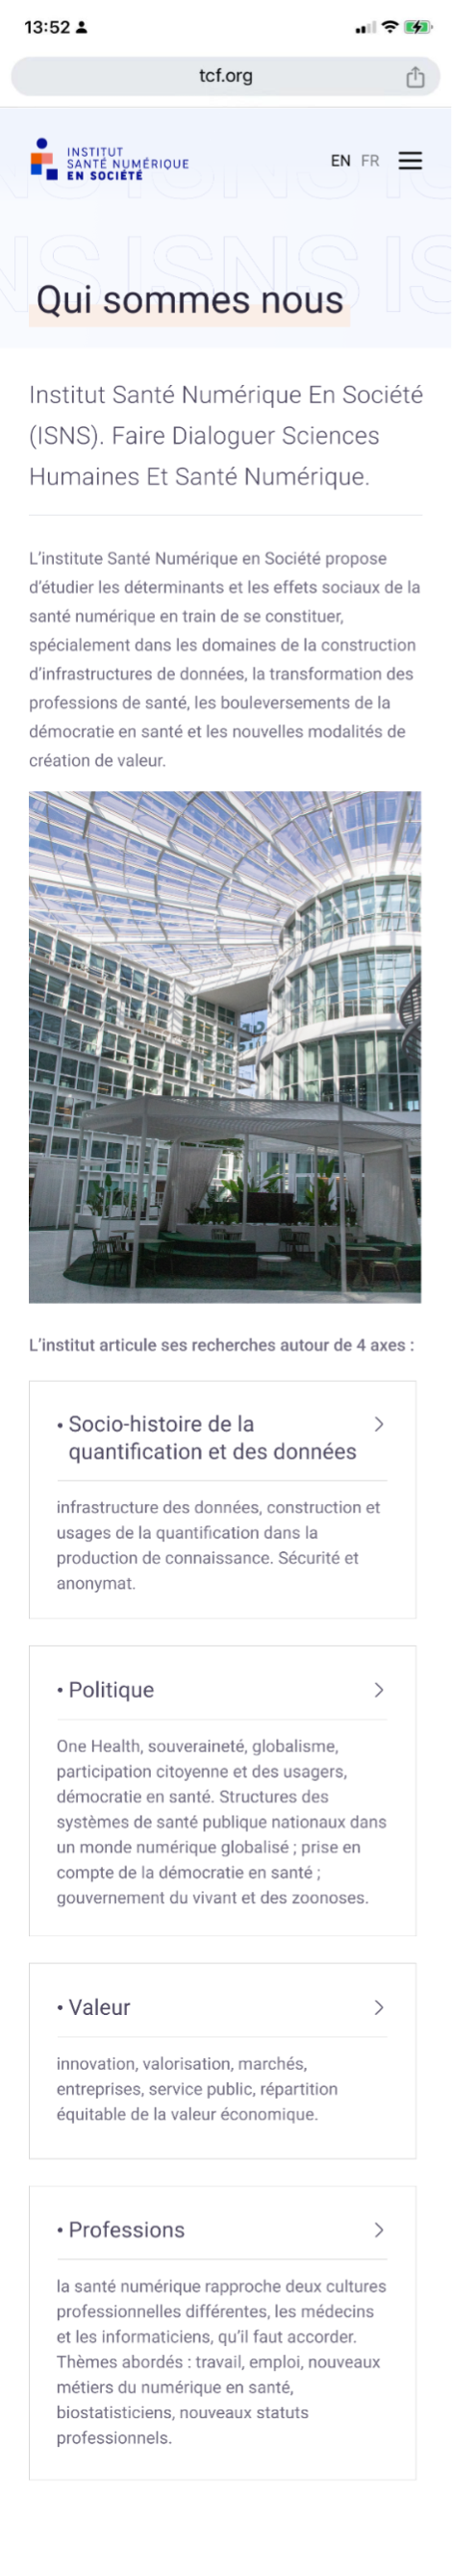 13:52
tcf.org
INSTITUT
SANTÉ NUMÉRIQUE
EN SOCIÉTÉ
EN FR
ISNS ISNS IS
Qui sommes nous
Institut Santé Numérique En Société
(ISNS). Faire Dialoguer Sciences
Humaines Et Santé Numérique.
L'institute Santé Numérique en Société propose
d'étudier les déterminants et les effets sociaux de la
santé numérique en train de se constituer,
spécialement dans les domaines de la construction
d'infrastructures de données, la transformation des
professions de santé, les bouleversements de la
démocratie en santé et les nouvelles modalités de
création de valeur.
L'institut articule ses recherches autour de 4 axes :
• Socio-histoire de la
quantification et des données
infrastructure des données, construction et
usages de la quantification dans la
production de connaissance. Sécurité et
anonymat.
• Politique
One Health, souveraineté, globalisme,
participation citoyenne et des usagers,
démocratie en santé. Structures des
systèmes de santé publique nationaux dans
un monde numérique globalisé ; prise en
compte de la démocratie en santé ;
gouvernement du vivant et des zoonoses.
• Valeur
innovation, valorisation, marchés,
entreprises, service public, répartition
équitable de la valeur économique.
• Professions
la santé numérique rapproche deux cultures
professionnelles différentes, les médecins
et les informaticiens, qu'il faut accorder.
Thèmes abordés : travail, emploi, nouveaux
métiers du numérique en santé,
biostatisticiens, nouveaux statuts
professionnels.